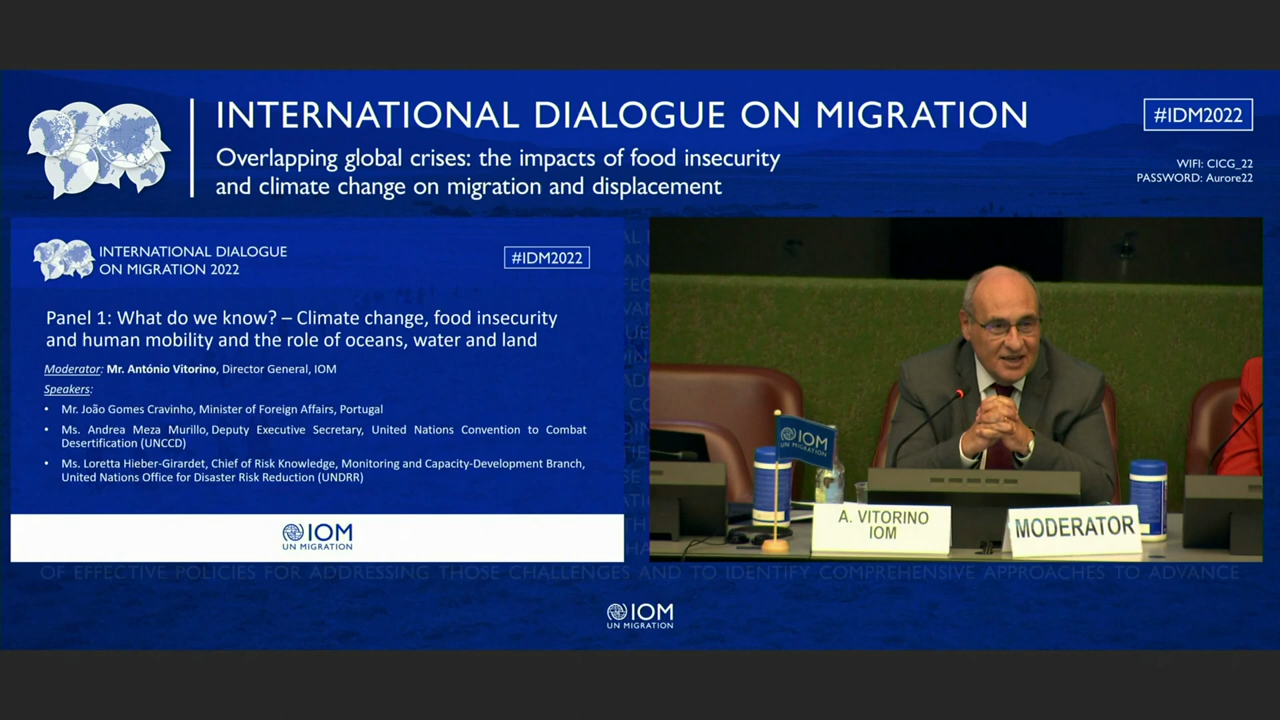 INTERNATIONAL DIALOGUE ON MIGRATION
Overlapping global crises: the impacts of food insecurity
and climate change on migration and displacement
#IDM2022
WIFI: CICG_22
PASSWORD: Aurore22
INTERNATIONAL DIALOGUE
ON MIGRATION 2022
#IDM2022
Panel 1: What do we know? – Climate change, food insecurity
and human mobility and the role of oceans, water and land
Moderator: Mr. António Vitorino, Director General, IOM
Speakers:
• Mr. João Gomes Cravinho, Minister of Foreign Affairs, Portugal
• Ms. Andrea Meza Murillo, Deputy Executive Secretary, United Nations Convention to Combat
Desertification (UNCCD)
• Ms. Loretta Hieber-Girardet, Chief of Risk Knowledge, Monitoring and Capacity-Development Branch,
United Nations Office for Disaster Risk Reduction (UNDRR)
IOM
UN MIGRATION
IOM
UN MIGRATION
A. VITORINO
IOM
MODERATOR
OF EFFECTIVE POLICIES FOR ADDRESSING THOSE CHALLENGES AND TO IDENTIFY COMPREHENSIVE APPROACHES TO ADVANCE
IOM
UN MIGRATION